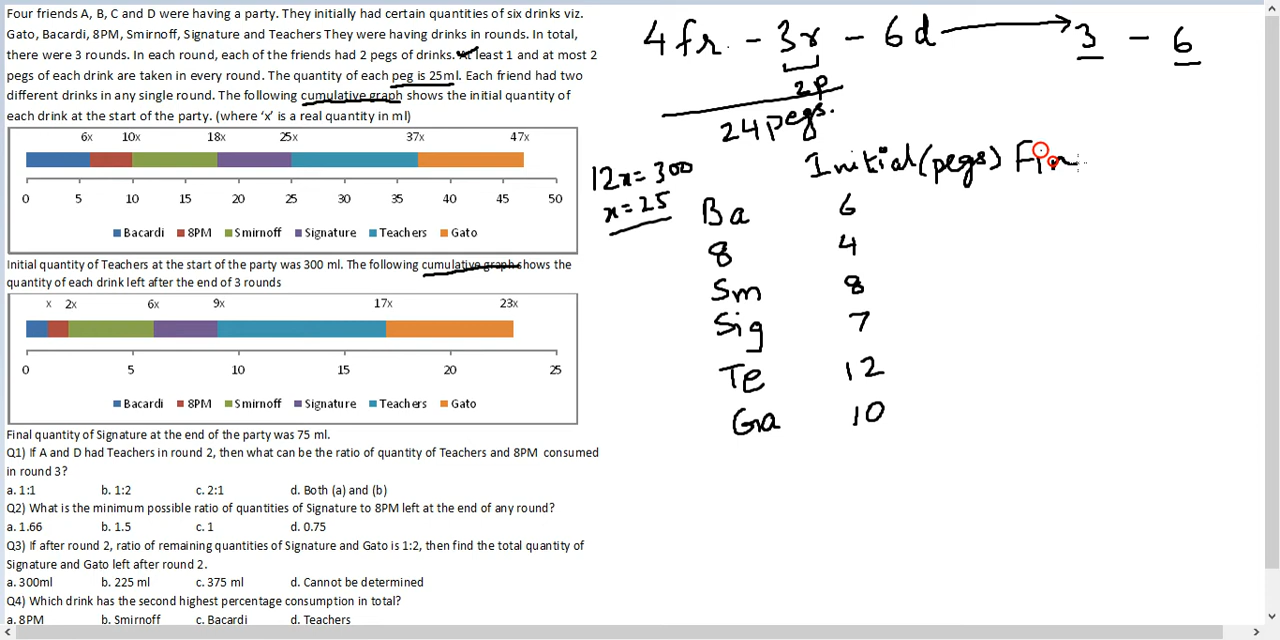 Four friends A, B, C and D were having a party. They initially had certain quantities of six drinks viz.
Gato, Bacardi, 8PM, Smirnoff, Signature and Teachers They were having drinks in rounds. In total,
there were 3 rounds. In each round, each of the friends had 2 pegs of drinks. At least 1 and at most 2
pegs of each drink are taken in every round. The quantity of each peg is 25ml. Each friend had two
different drinks in any single round. The following cumulative graph shows the initial quantity of
each drink at the start of the party. (where ‘x’ is a real quantity in ml)
6x 10x 18x 25x 37x 47x
0 5 10 15 20 25 30 35 40 45 50
Bacardi 8PM Smirnoff Signature Teachers Gato
Initial quantity of Teachers at the start of the party was 300 ml. The following cumulative graph shows the
quantity of each drink left after the end of 3 rounds
x 2x 6x 9x 17x 23x
0 5 10 15 20 25
Bacardi 8PM Smirnoff Signature Teachers Gato
Final quantity of Signature at the end of the party was 75 ml.
Q1) If A and D had Teachers in round 2, then what can be the ratio of quantity of Teachers and 8PM consumed
in round 3?
a. 1:1 b. 1:2 c. 2:1 d. Both (a) and (b)
Q2) What is the minimum possible ratio of quantities of Signature to 8PM left at the end of any round?
a. 1.66 b. 1.5 c. 1 d. 0.75
Q3) If after round 2, ratio of remaining quantities of Signature and Gato is 1:2, then find the total quantity of
Signature and Gato left after round 2.
a. 300ml b. 225 ml c. 375 ml d. Cannot be determined
Q4) Which drink has the second highest percentage consumption in total?
a. 8PM b. Smirnoff c. Bacardi d. Teachers
4 fr. - 3r - 6d 3 - 6
2p
24 pegs.
12x = 300
x = 25
Initial (pegs) Fin
Ba 6
8 4
Sm 8
Sig 7
Te 12
Ga 10